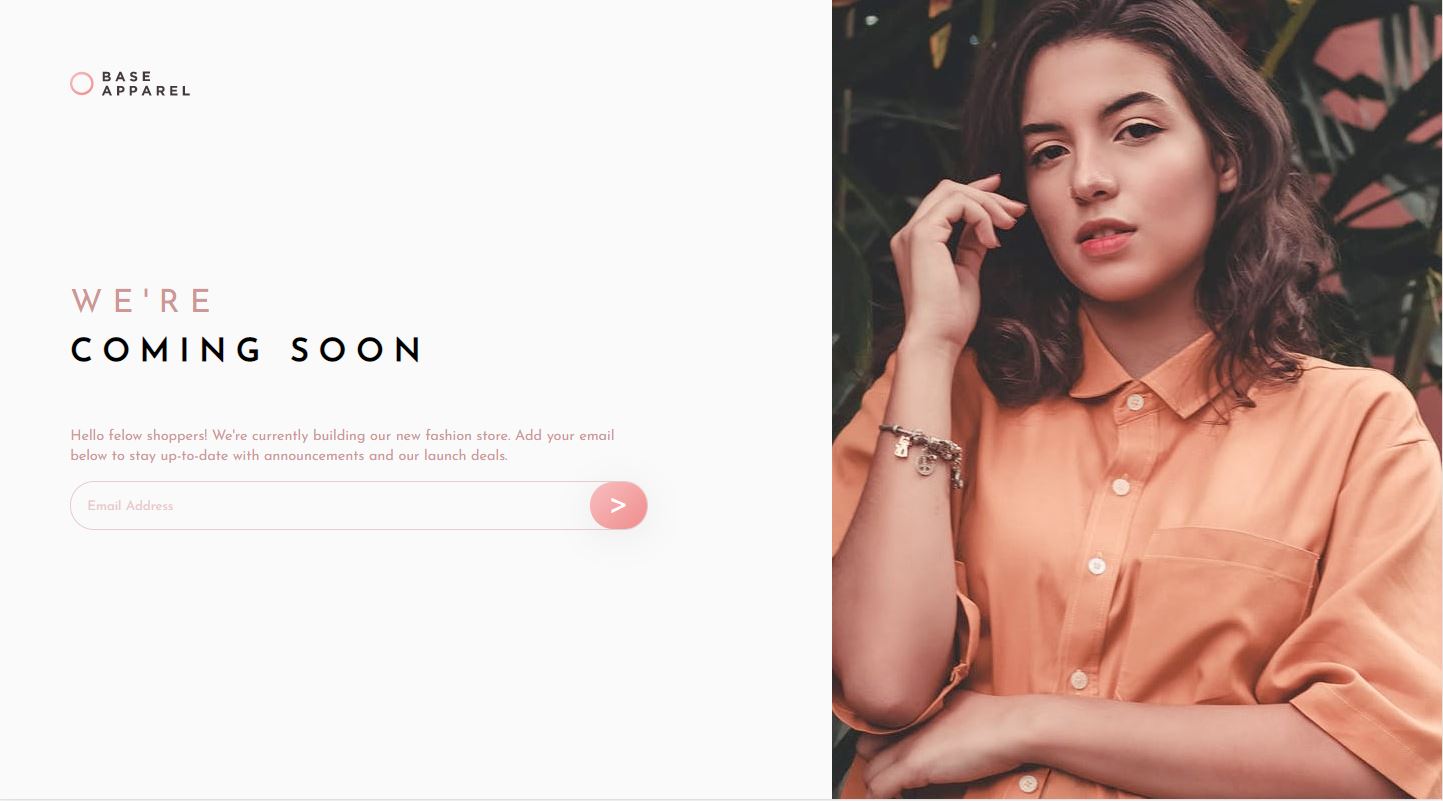 BASE
APPAREL
WE'RE
COMING SOON
Hello felow shoppers! We're currently building our new fashion store. Add your email
below to stay up-to-date with announcements and our launch deals.
Email Address
>